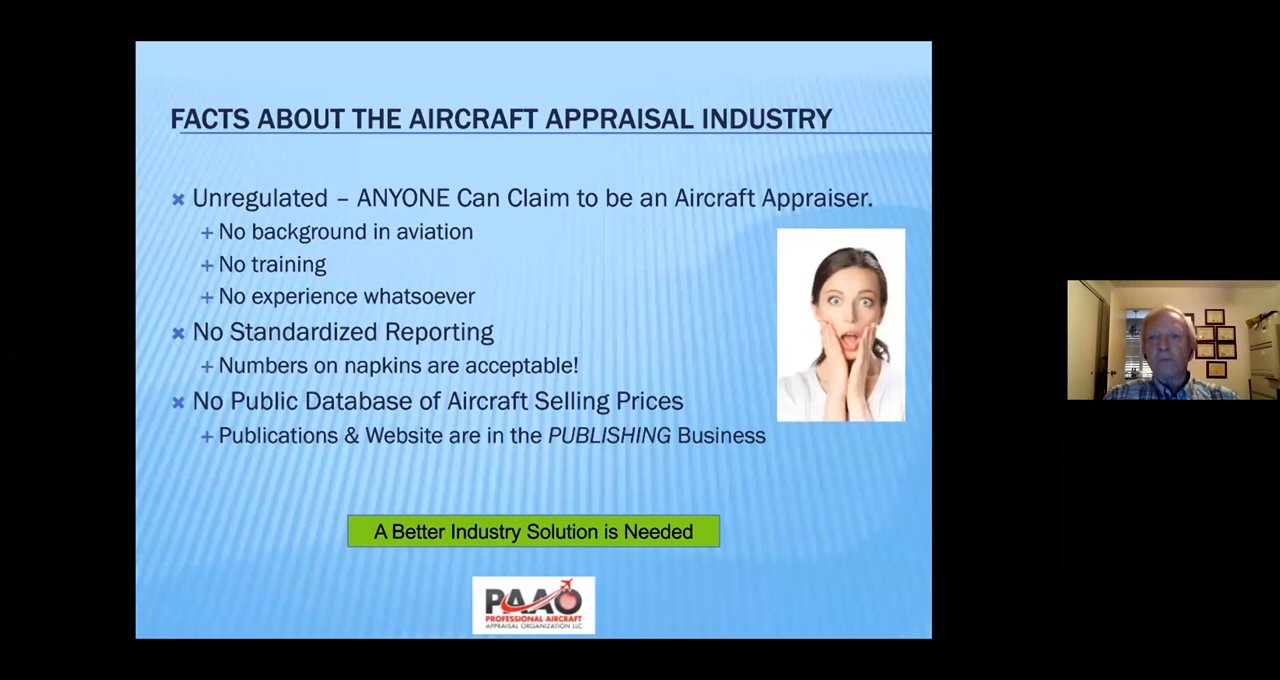 FACTS ABOUT THE AIRCRAFT APPRAISAL INDUSTRY
Unregulated – ANYONE Can Claim to be an Aircraft Appraiser.
No background in aviation
No training
No experience whatsoever
No Standardized Reporting
Numbers on napkins are acceptable!
No Public Database of Aircraft Selling Prices
Publications & Website are in the PUBLISHING Business
A Better Industry Solution is Needed
PAAO
PROFESSIONAL AIRCRAFT
APPRAISAL ORGANIZATION LLC